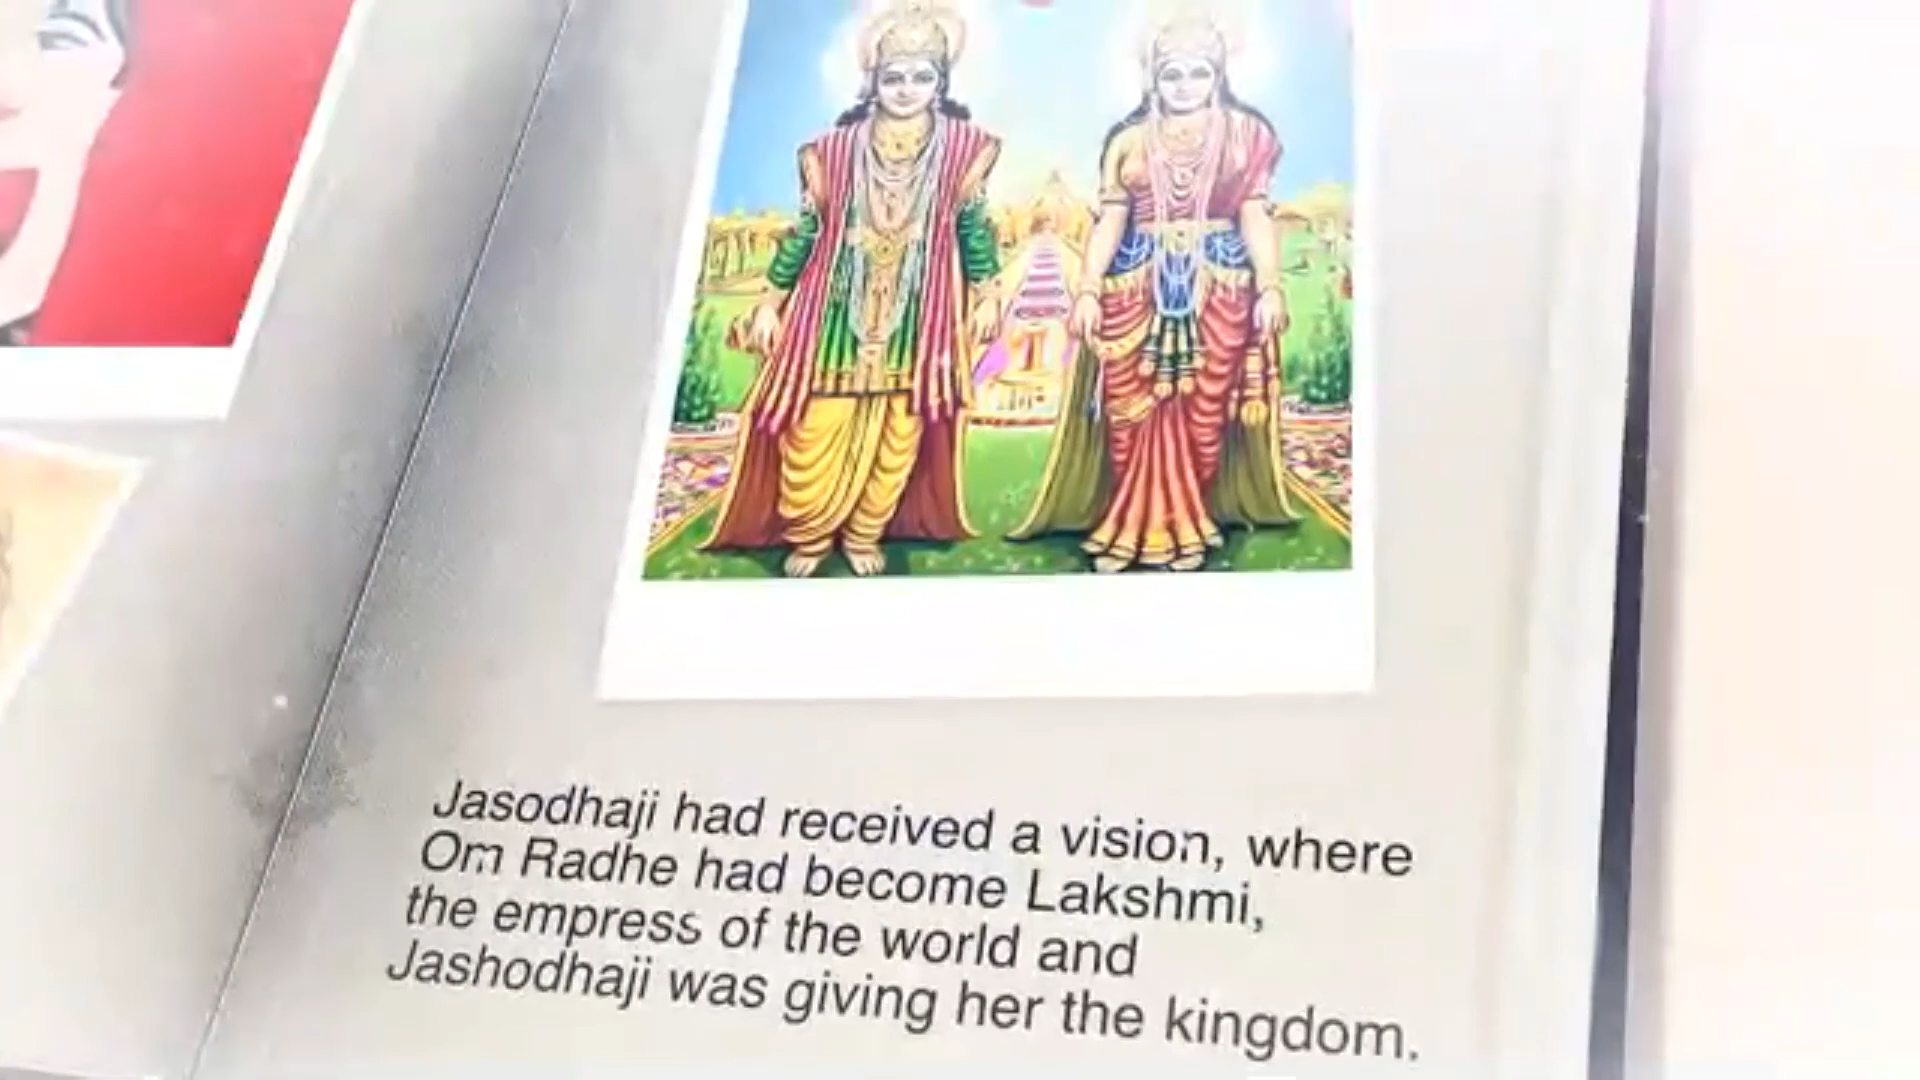 Jasodhaji had received a vision, where
Om Radhe had become Lakshmi,
the empress of the world and
Jashodhaji was giving her the kingdom.